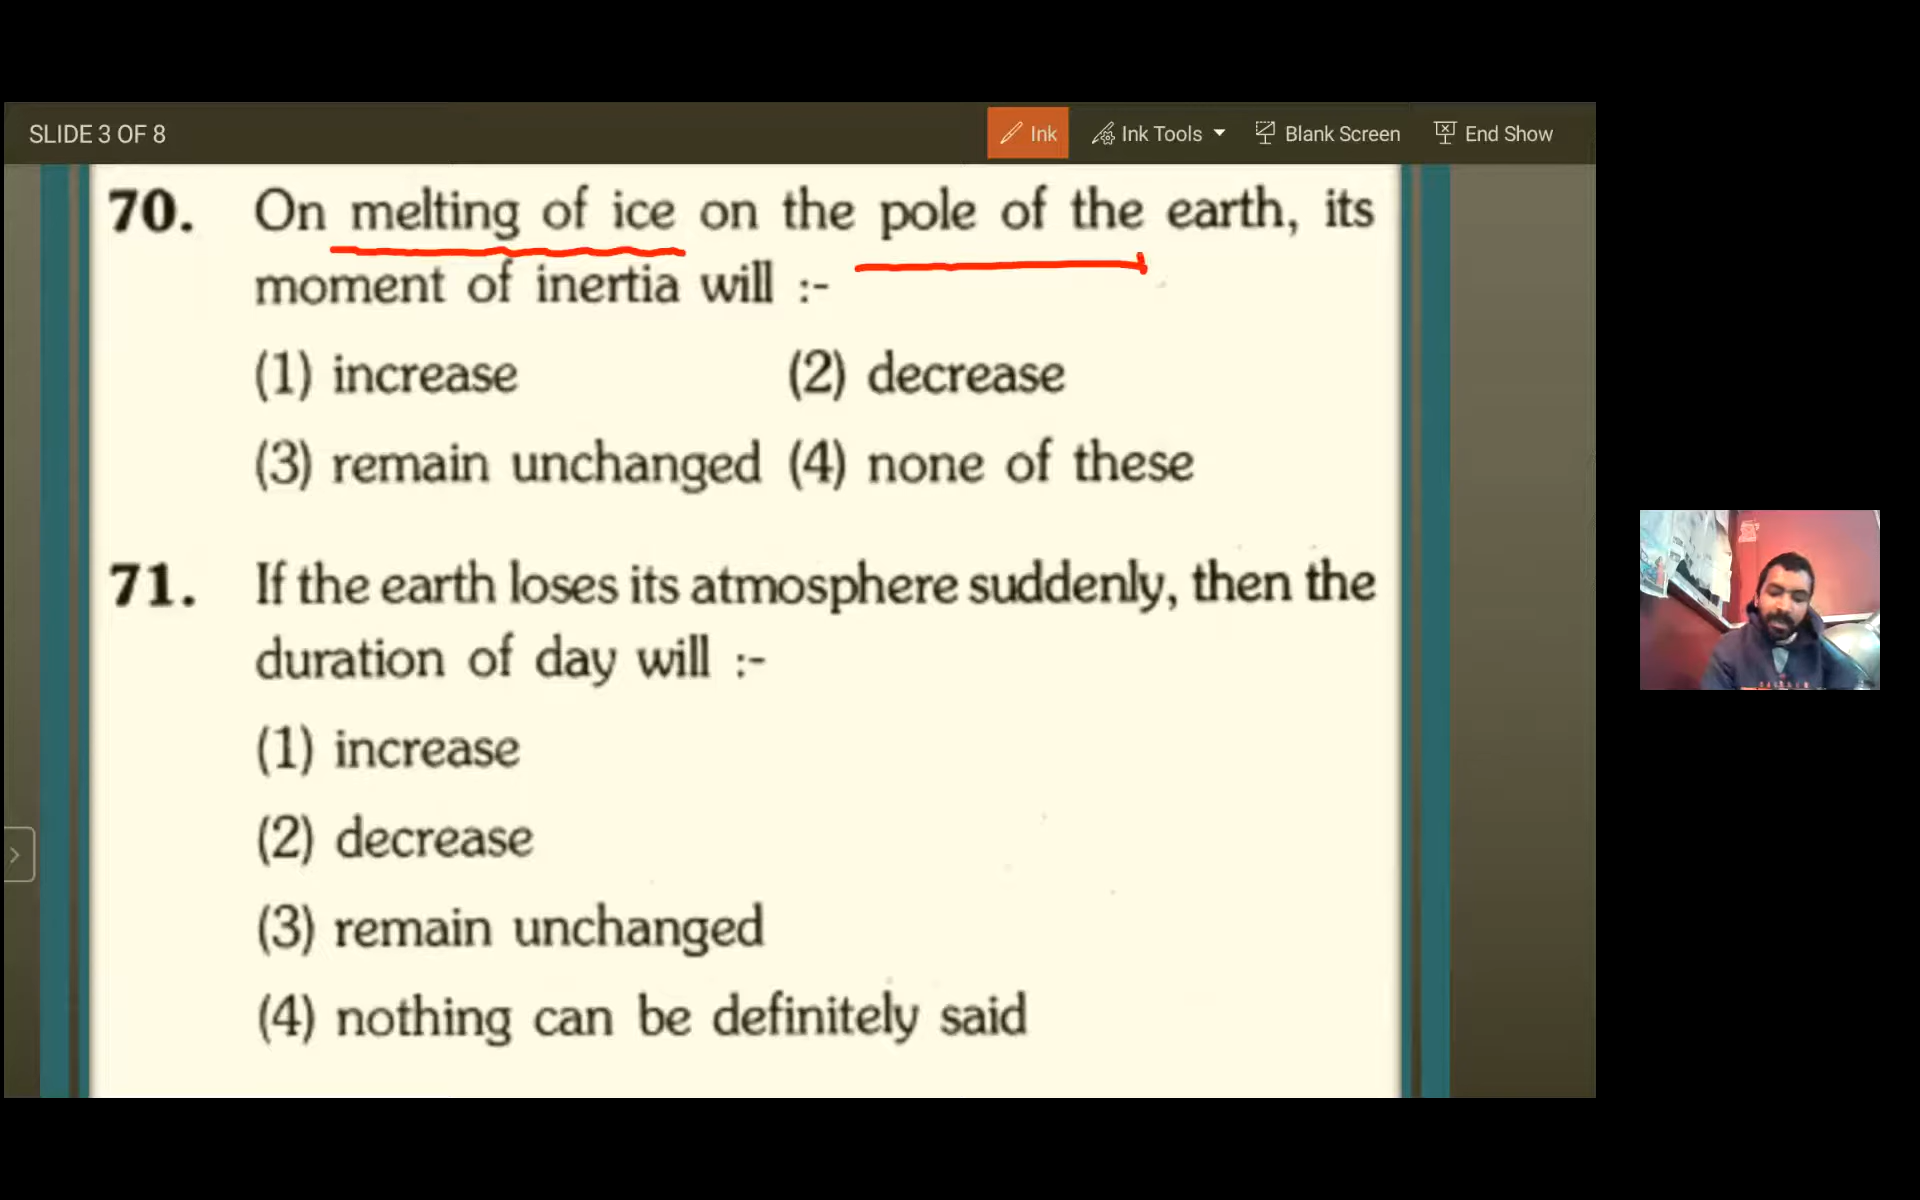 SLIDE 3 OF 8
Ink
Ink Tools
Blank Screen
End Show
70. On melting of ice on the pole of the earth, its
moment of inertia will :-
(1) increase (2) decrease
(3) remain unchanged (4) none of these
71. If the earth loses its atmosphere suddenly, then the
duration of day will :-
(1) increase
(2) decrease
(3) remain unchanged
(4) nothing can be definitely said